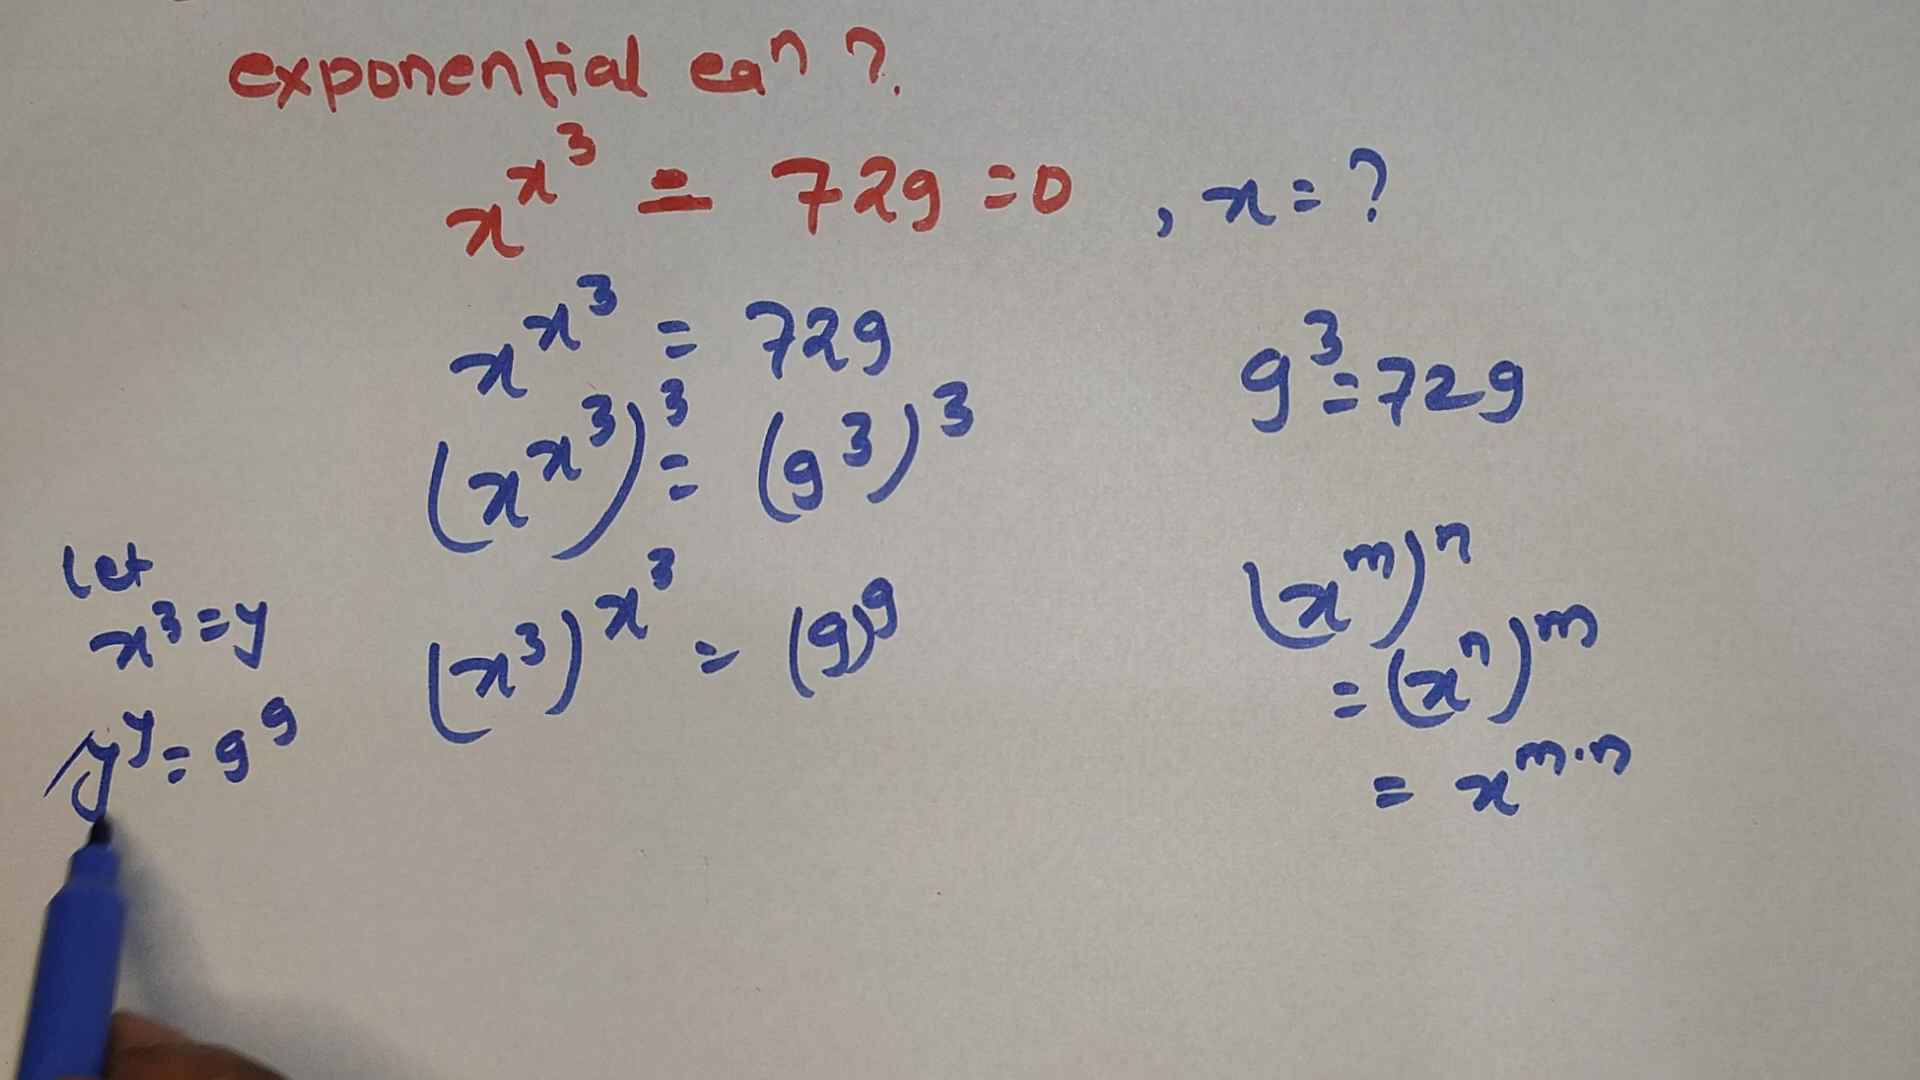 exponential eqⁿ ?
x^x^3 - 729 = 0 , x = ?
x^x^3 = 729
9^3 = 729
(x^x^3)^3 = (9^3)^3
(x^3)^x^3 = (9)^9
let
x^3 = y
y^y = 9^9
(x^m)^n
= (x^n)^m
= x^m·n